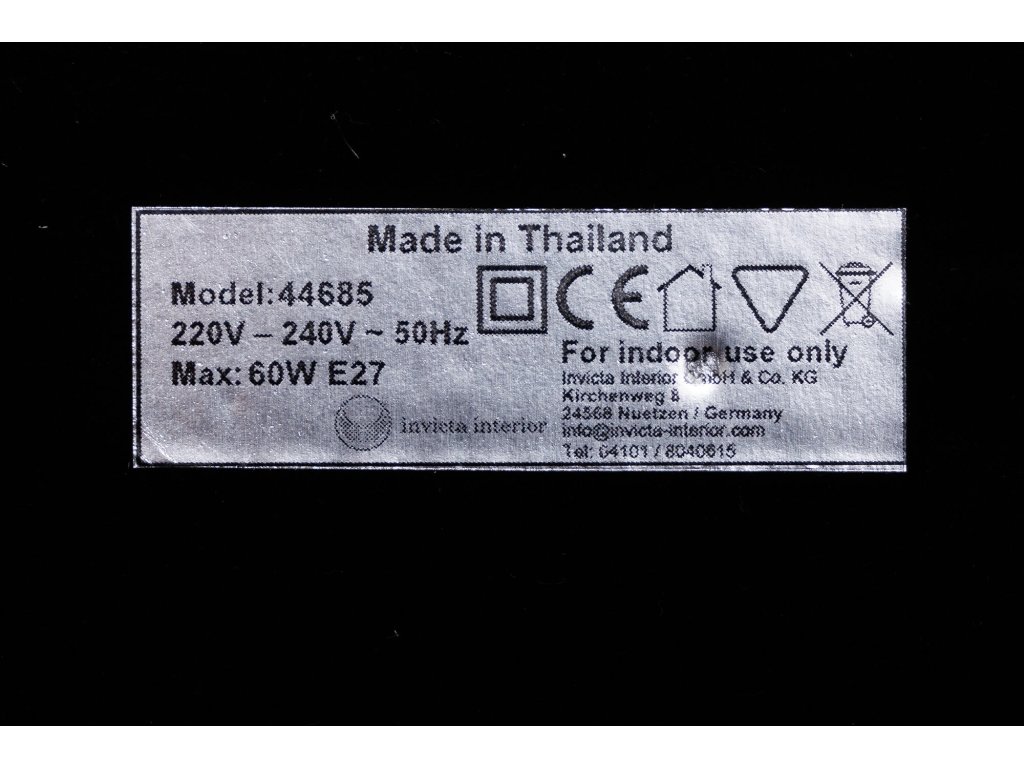 Made in Thailand
Model:44685
220V – 240V ~ 50Hz
Max: 60W E27
CE
For indoor use only
Invicta Interior GmbH & Co. KG
Kirchenweg 8
24568 Nuetzen / Germany
info@invicta-interior.com
Tel: 04101 / 8040615
invicta interior